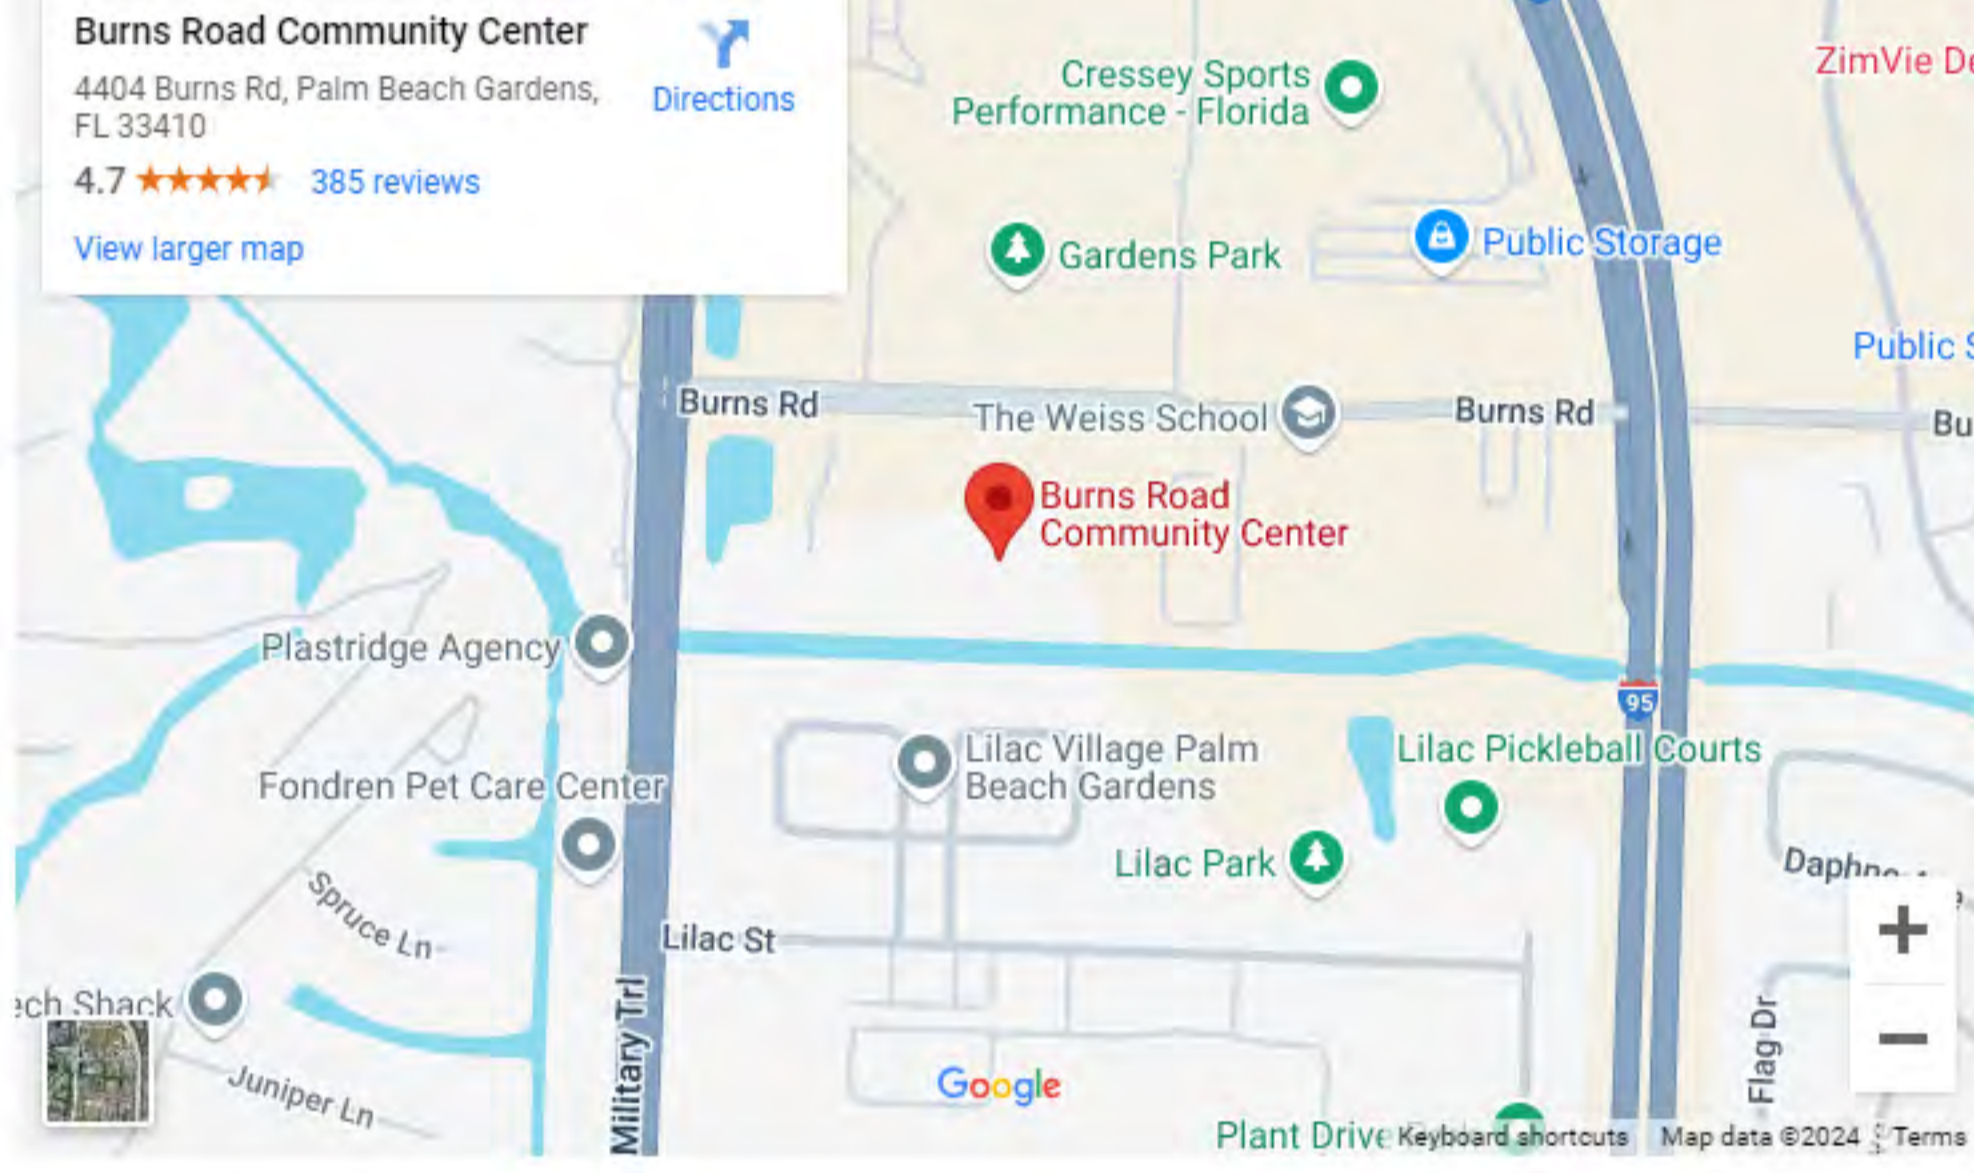 Burns Road Community Center
4404 Burns Rd, Palm Beach Gardens,
FL 33410
Directions
4.7
385 reviews
View larger map
Cressey Sports
Performance - Florida
ZimVie De
Gardens Park
Public Storage
Public S
Burns Rd
The Weiss School
Burns Rd
Bu
Burns Road
Community Center
Plastridge Agency
95
Lilac Village Palm
Beach Gardens
Lilac Pickleball Courts
Fondren Pet Care Center
Lilac Park
Spruce Ln
Lilac St
ech Shack
Military Trl
Flag Dr
Juniper Ln
Google
Plant Drive
Keyboard shortcuts
Map data ©2024
Terms